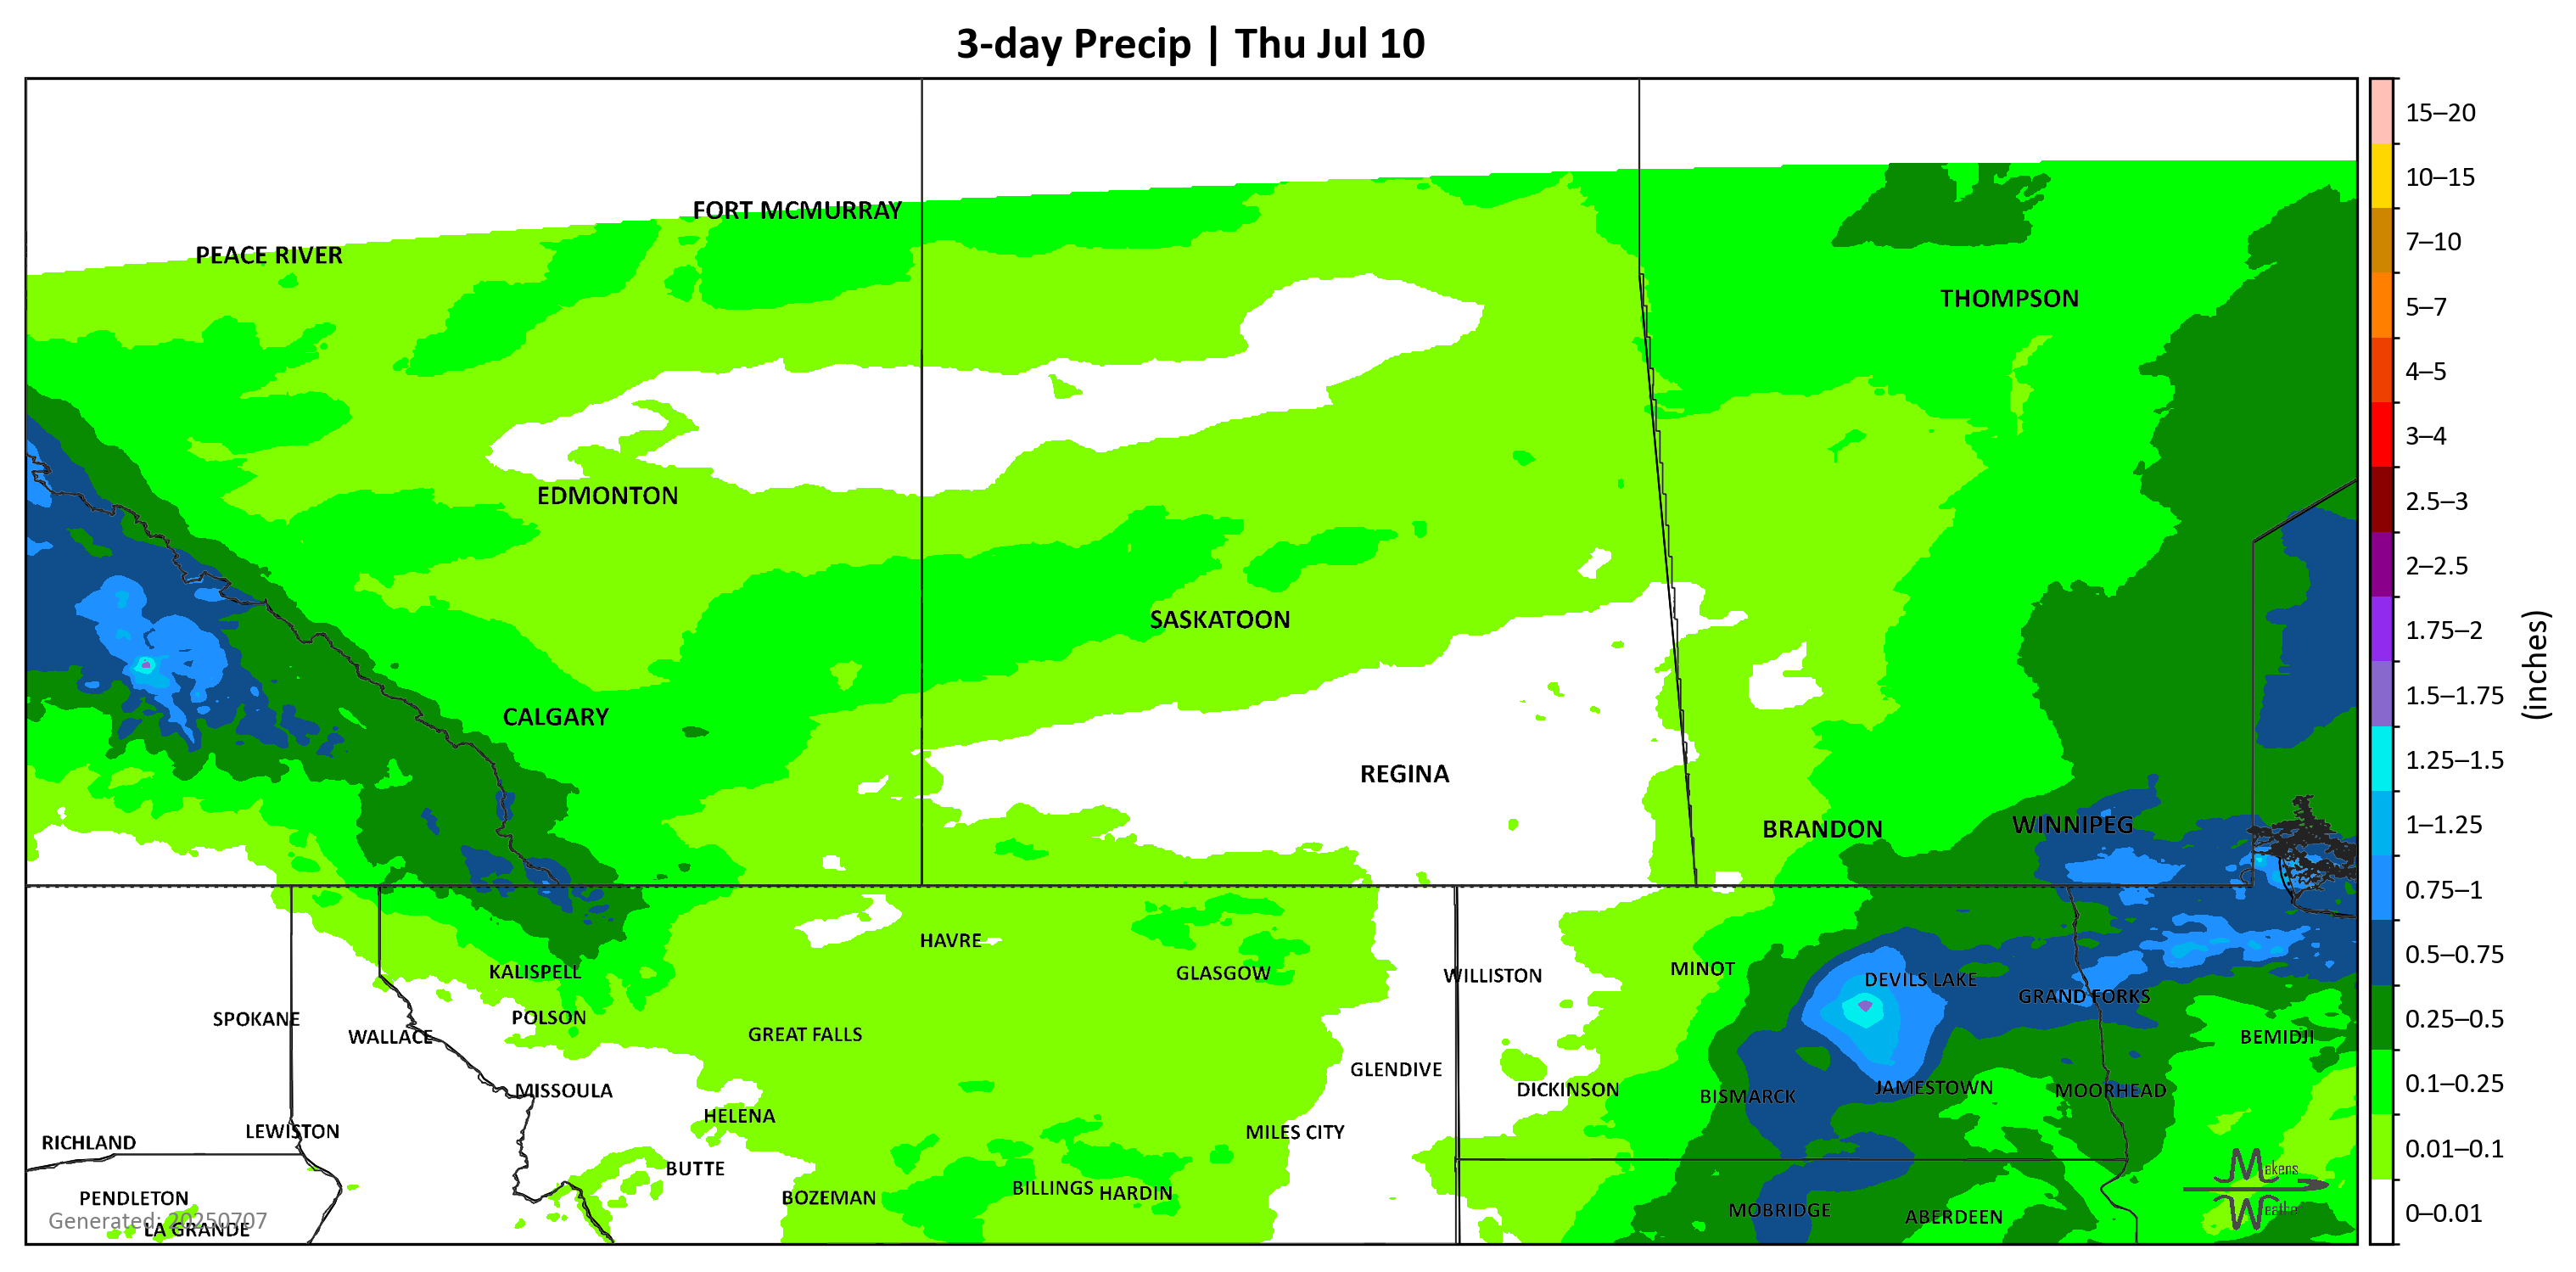 3-day Precip | Thu Jul 10
FORT MCMURRAY
PEACE RIVER
THOMPSON
EDMONTON
SASKATOON
CALGARY
REGINA
BRANDON
WINNIPEG
HAVRE
KALISPELL
GLASGOW
WILLISTON
MINOT
DEVILS LAKE
GRAND FORKS
SPOKANE
POLSON
WALLACE
GREAT FALLS
BEMIDJI
GLENDIVE
MISSOULA
DICKINSON
BISMARCK
JAMESTOWN
MOORHEAD
HELENA
LEWISTON
RICHLAND
MILES CITY
BUTTE
BILLINGS
HARDIN
PENDLETON
BOZEMAN
MOBRIDGE
ABERDEEN
Generated: 20250707
LA GRANDE
Makens
Weather
15–20
10–15
7–10
5–7
4–5
3–4
2.5–3
2–2.5
1.75–2
1.5–1.75
1.25–1.5
1–1.25
0.75–1
0.5–0.75
0.25–0.5
0.1–0.25
0.01–0.1
0–0.01
(inches)